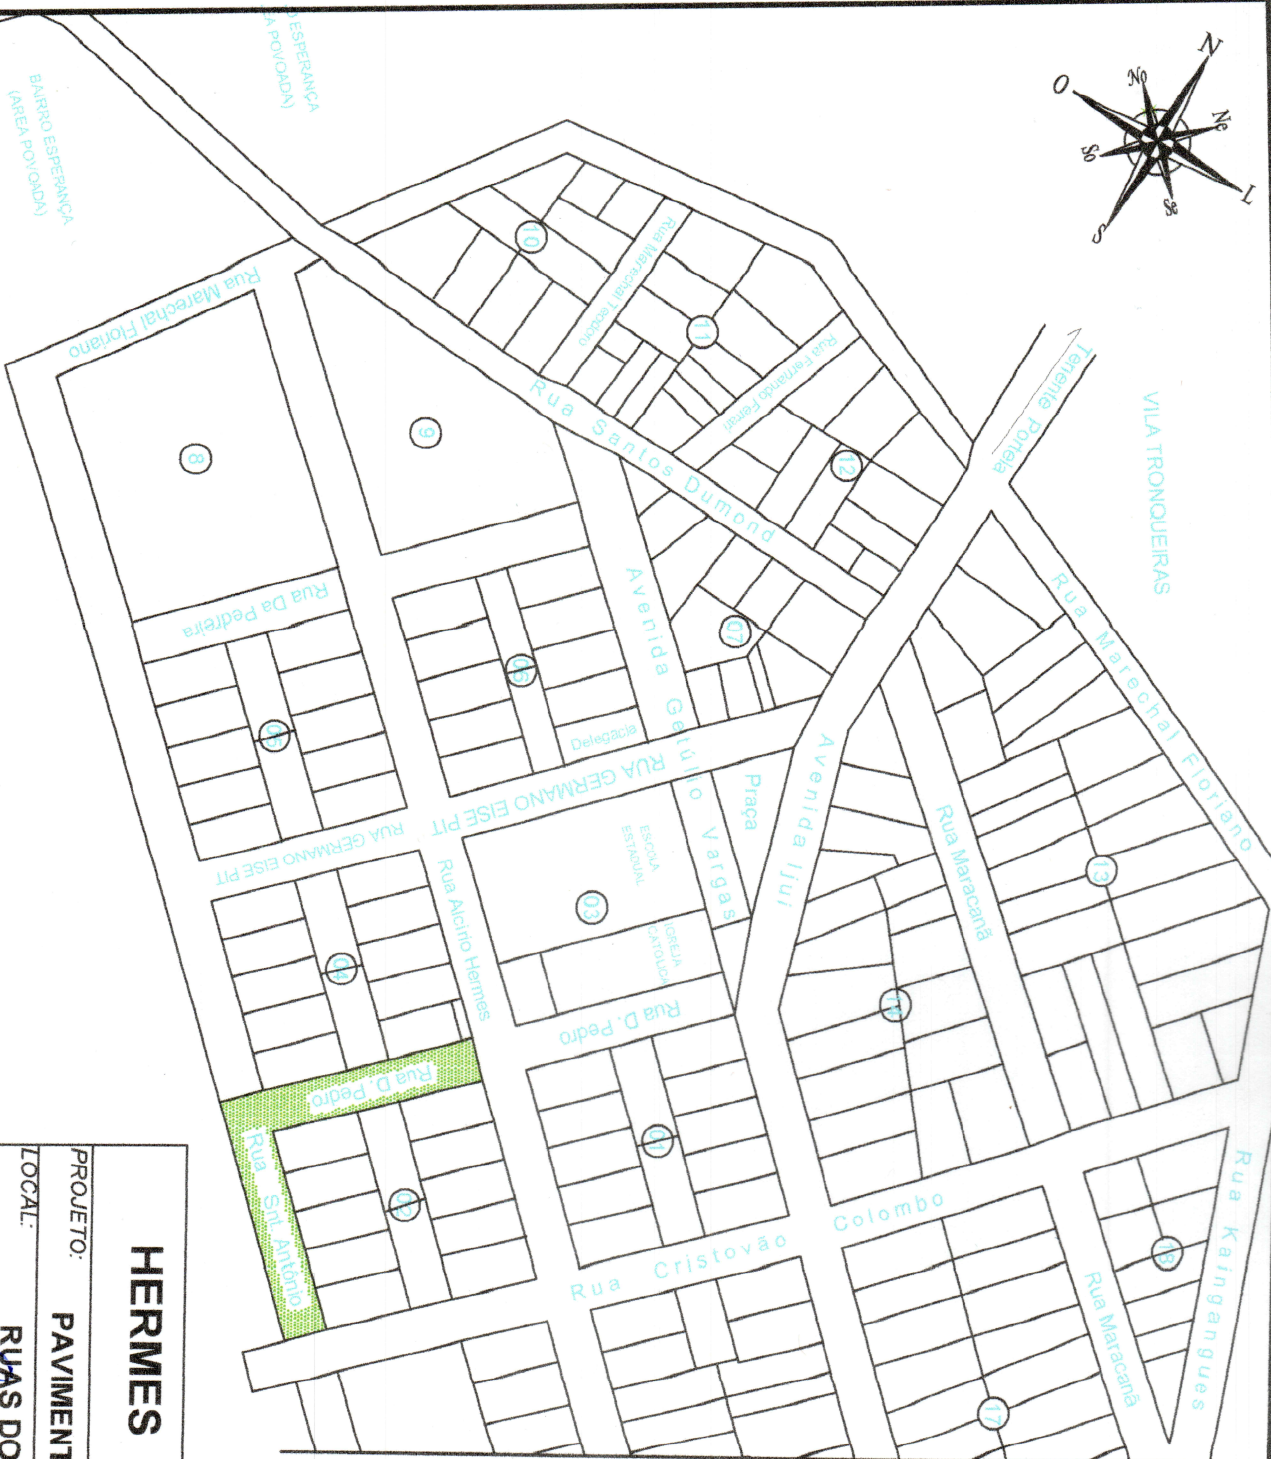 O ESPERANÇA
A POVOADA)
BAIRRO ESPERANÇA
(ÁREA POVOADA)
N
No
Ne
O
L
So
Se
S
VILA TRONQUEIRAS
Tenente Portela
10
Rua Marechal Teodoro
11
Rua Fernando Ferrari
12
Rua Santos Dumond
Rua Marechal Floriano
8
9
Rua Marechal Floriano
Rua Da Pedreira
Avenida Getúlio Vargas
07
06
05
Delegacia
RUA GERMANO EISE PIT
RUA GERMANO EISE PIT
Praça
Avenida Ijuí
Rua Maracanã
13
ESCOLA
ESTADUAL
03
IGREJA
CATOLICA
Rua Alcirio Hermes
04
14
Rua D. Pedro
Rua D. Pedro
01
02
Rua Snt. Antônio
Rua Cristovão Colombo
18
Rua Kaingangues
Rua Maracanã
17
HERMES
PROJETO:
PAVIMENT
LOCAL:
RUAS DO